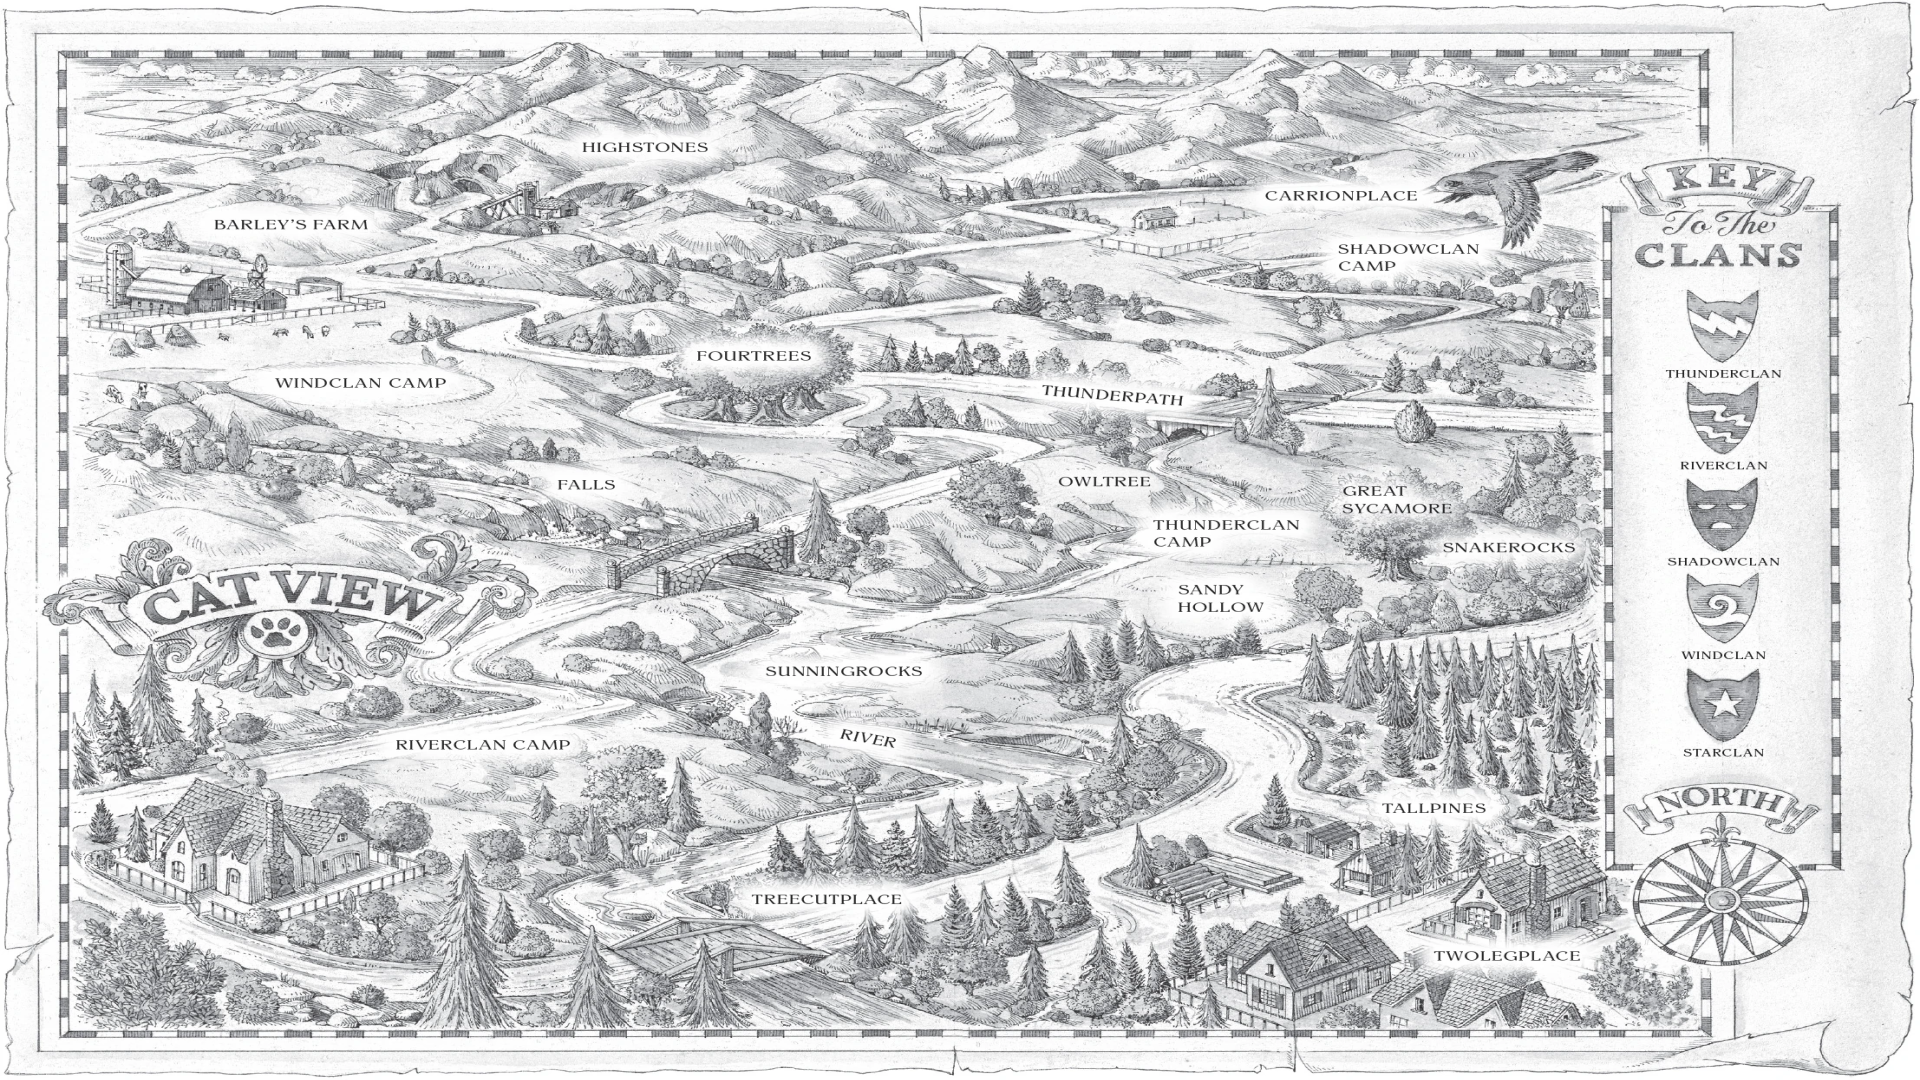 HIGHSTONES
CARRIONPLACE
BARLEY'S FARM
SHADOWCLAN
CAMP
FOURTREES
WINDCLAN CAMP
THUNDERPATH
FALLS
OWLTREE
GREAT
SYCAMORE
THUNDERCLAN
CAMP
SNAKEROCKS
SANDY
HOLLOW
CAT VIEW
SUNNINGROCKS
RIVER
RIVERCLAN CAMP
TALLPINES
TREECUTPLACE
TWOLEGPLACE
KEY
To The
CLANS
THUNDERCLAN
RIVERCLAN
SHADOWCLAN
WINDCLAN
STARCLAN
NORTH